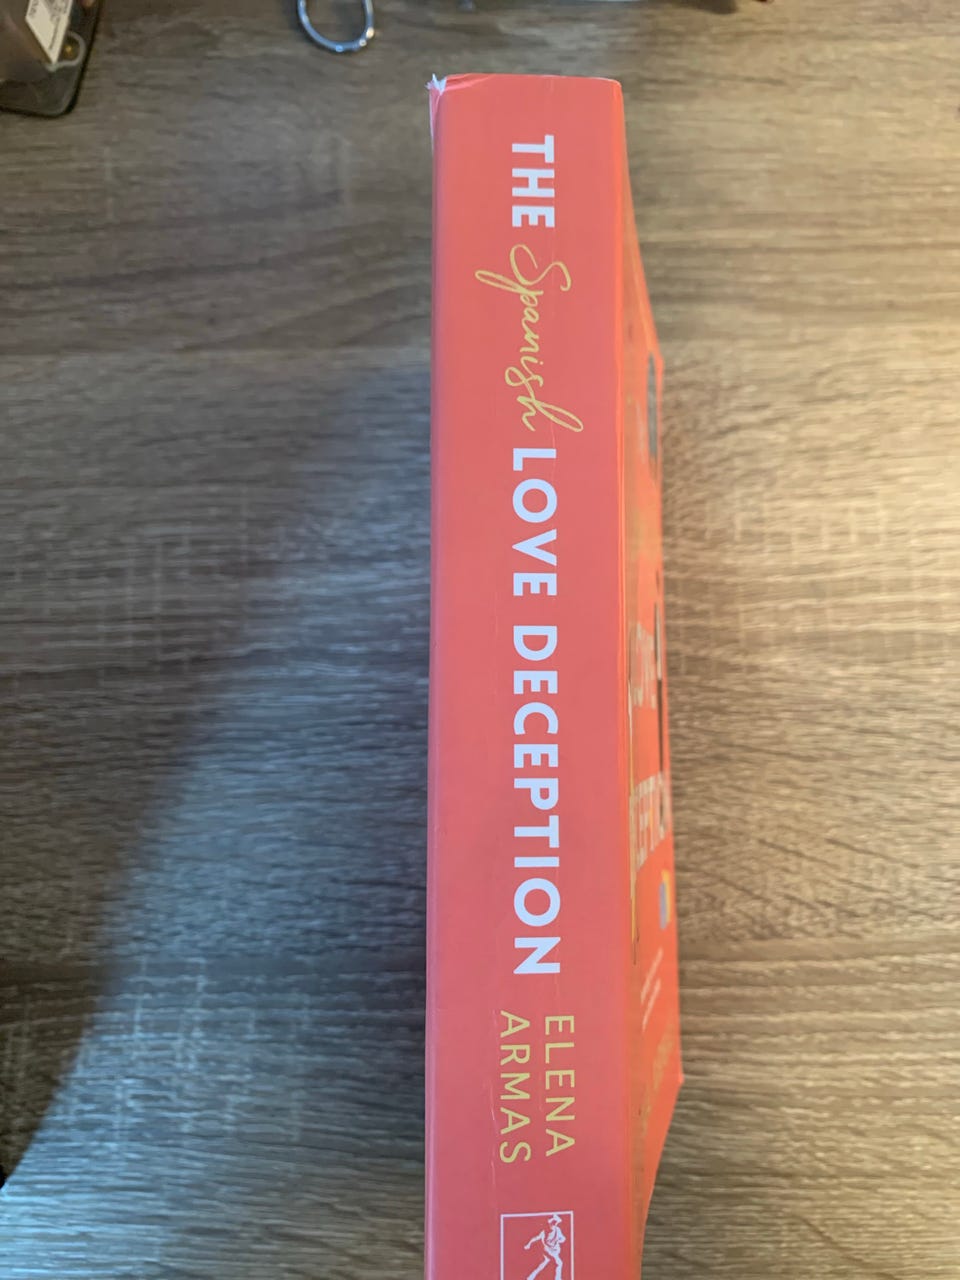 THE Spanish LOVE DECEPTION
ELENA
ARMAS